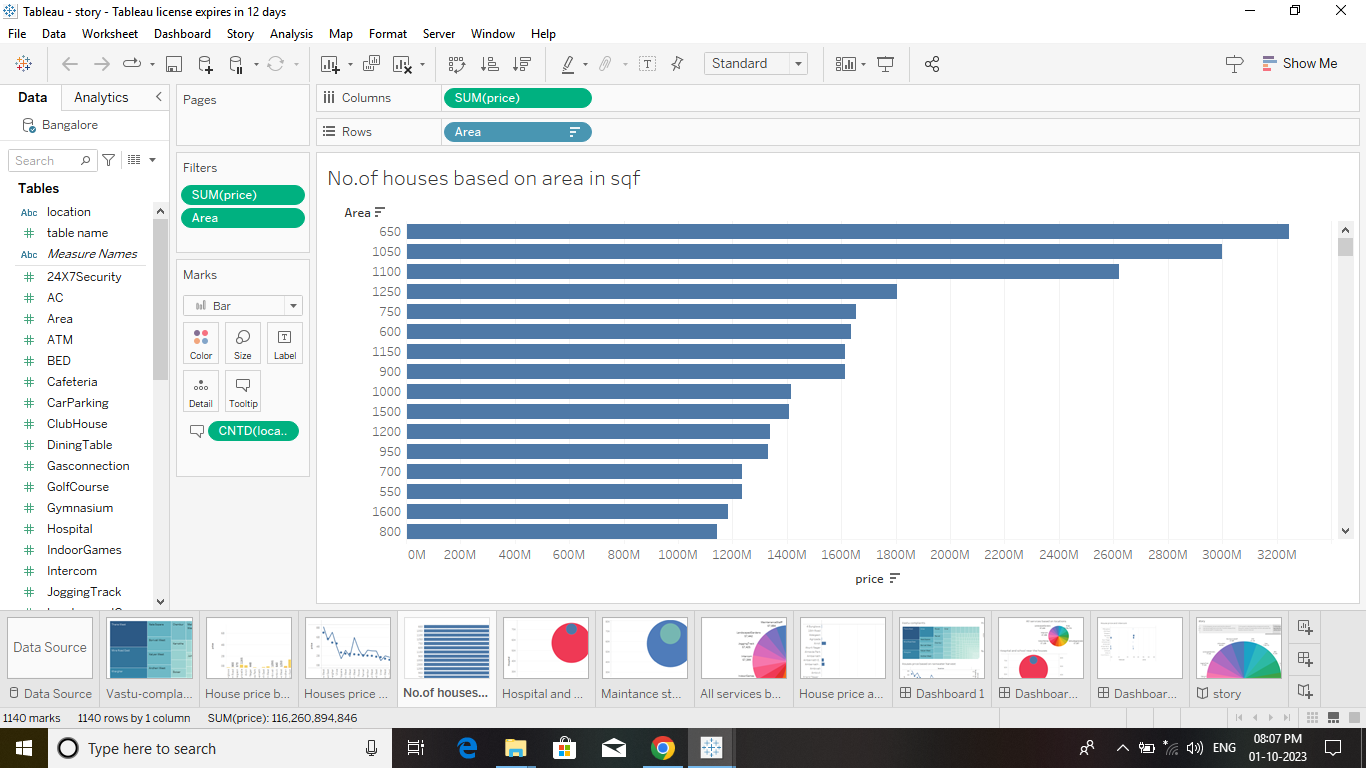 Tableau - story - Tableau license expires in 12 days
File Data Worksheet Dashboard Story Analysis Map Format Server Window Help
Standard
Show Me
Data Analytics
Bangalore
Search
Tables
Abc location
# table name
Abc Measure Names
# 24X7Security
# AC
# Area
# ATM
# BED
# Cafeteria
# CarParking
# ClubHouse
# DiningTable
# Gasconnection
# GolfCourse
# Gymnasium
# Hospital
# IndoorGames
# Intercom
# JoggingTrack
Pages
Filters
SUM(price)
Area
Marks
Bar
Color Size Label
Detail Tooltip
CNTD(loca..
Columns SUM(price)
Rows Area
No.of houses based on area in sqf
Area
650
1050
1100
1250
750
600
1150
900
1000
1500
1200
950
700
550
1600
800
0M 200M 400M 600M 800M 1000M 1200M 1400M 1600M 1800M 2000M 2200M 2400M 2600M 2800M 3000M 3200M
price
Data Source
Data Source Vastu-compla... House price b... Houses price ... No.of houses... Hospital and ... Maintance st... All services b... House price a... Dashboard 1 Dashboar... Dashboar... story
1140 marks 1140 rows by 1 column SUM(price): 116,260,894,846
Type here to search
ENG
08:07 PM
01-10-2023